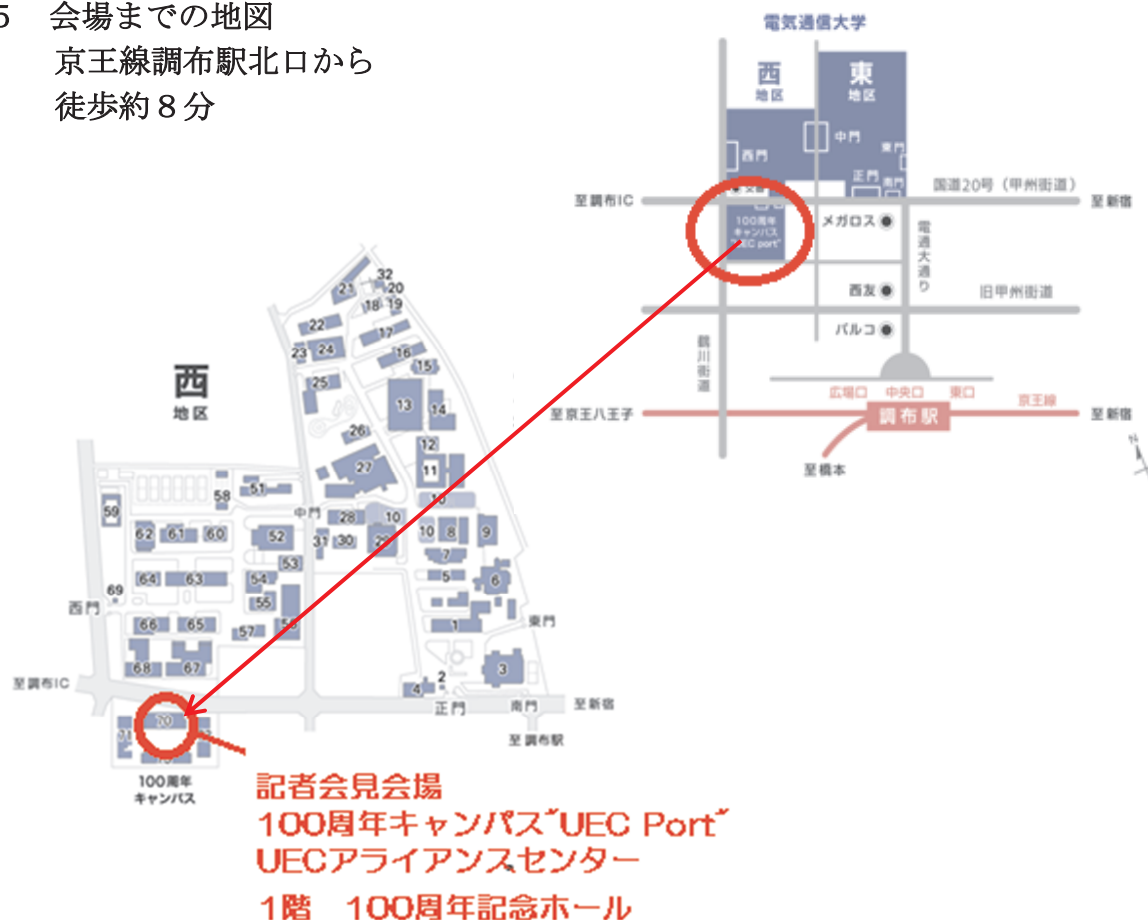 5　会場までの地図
京王線調布駅北口から
徒歩約８分
電気通信大学
西
地区
東
地区
中門
西門
東門
正門
南門
国道20号（甲州街道）
至調布IC
至新宿
100周年
キャンパス
"UEC port"
メガロス
電通大通り
西友
旧甲州街道
パルコ
鶴川街道
広場口
中央口
東口
京王線
至京王八王子
調布駅
至新宿
至橋本
N
西
地区
32
21
20
18
19
22
17
23
24
16
15
25
13
14
26
12
27
11
58
51
10
59
中門
28
10
62
61
60
52
31
30
29
10
8
9
7
53
64
63
54
5
6
69
55
西門
66
65
57
56
1
東門
68
67
3
2
4
至調布IC
正門
南門
至新宿
70
71
至調布駅
100周年
キャンパス
記者会見会場
100周年キャンパス"UEC Port"
UECアライアンスセンター
1階　100周年記念ホール